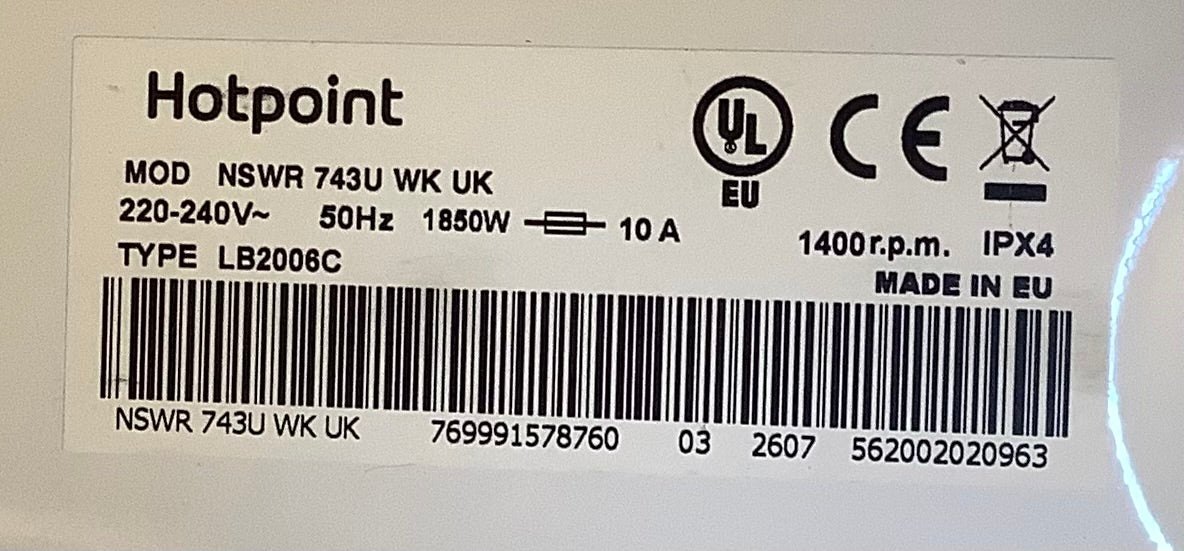 Hotpoint
UL
EU
CE
MOD NSWR 743U WK UK
220-240V~ 50Hz 1850W 10 A
TYPE LB2006C
1400 r.p.m. IPX4
MADE IN EU
NSWR 743U WK UK 769991578760 03 2607 562002020963